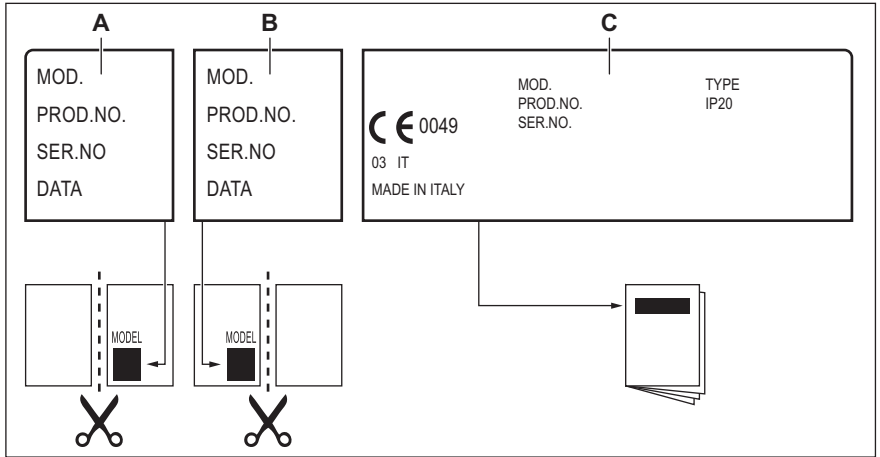 A
B
C
MOD.
PROD.NO.
SER.NO
DATA
MOD.
PROD.NO.
SER.NO
DATA
CE 0049
03 IT
MADE IN ITALY
MOD.
PROD.NO.
SER.NO.
TYPE
IP20
MODEL
MODEL